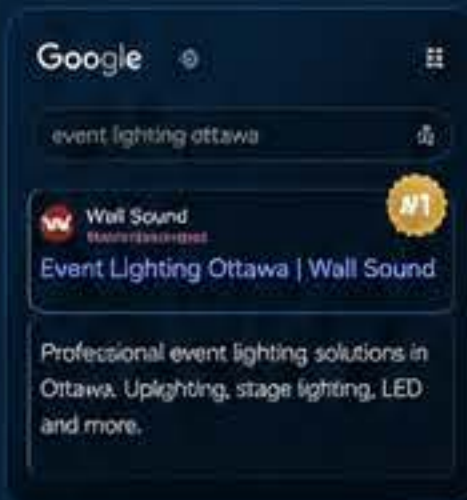 Google
event lighting ottawa
#1
Wall Sound
Event Lighting Ottawa | Wall Sound
Professional event lighting solutions in
Ottawa. Uplighting, stage lighting, LED
and more.